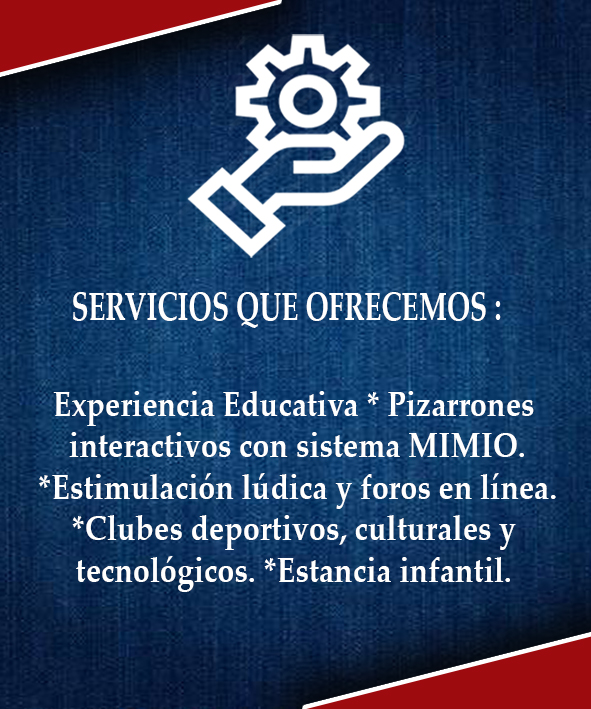 SERVICIOS QUE OFRECEMOS :
Experiencia Educativa * Pizarrones
interactivos con sistema MIMIO.
*Estimulación lúdica y foros en línea.
*Clubes deportivos, culturales y
tecnológicos. *Estancia infantil.